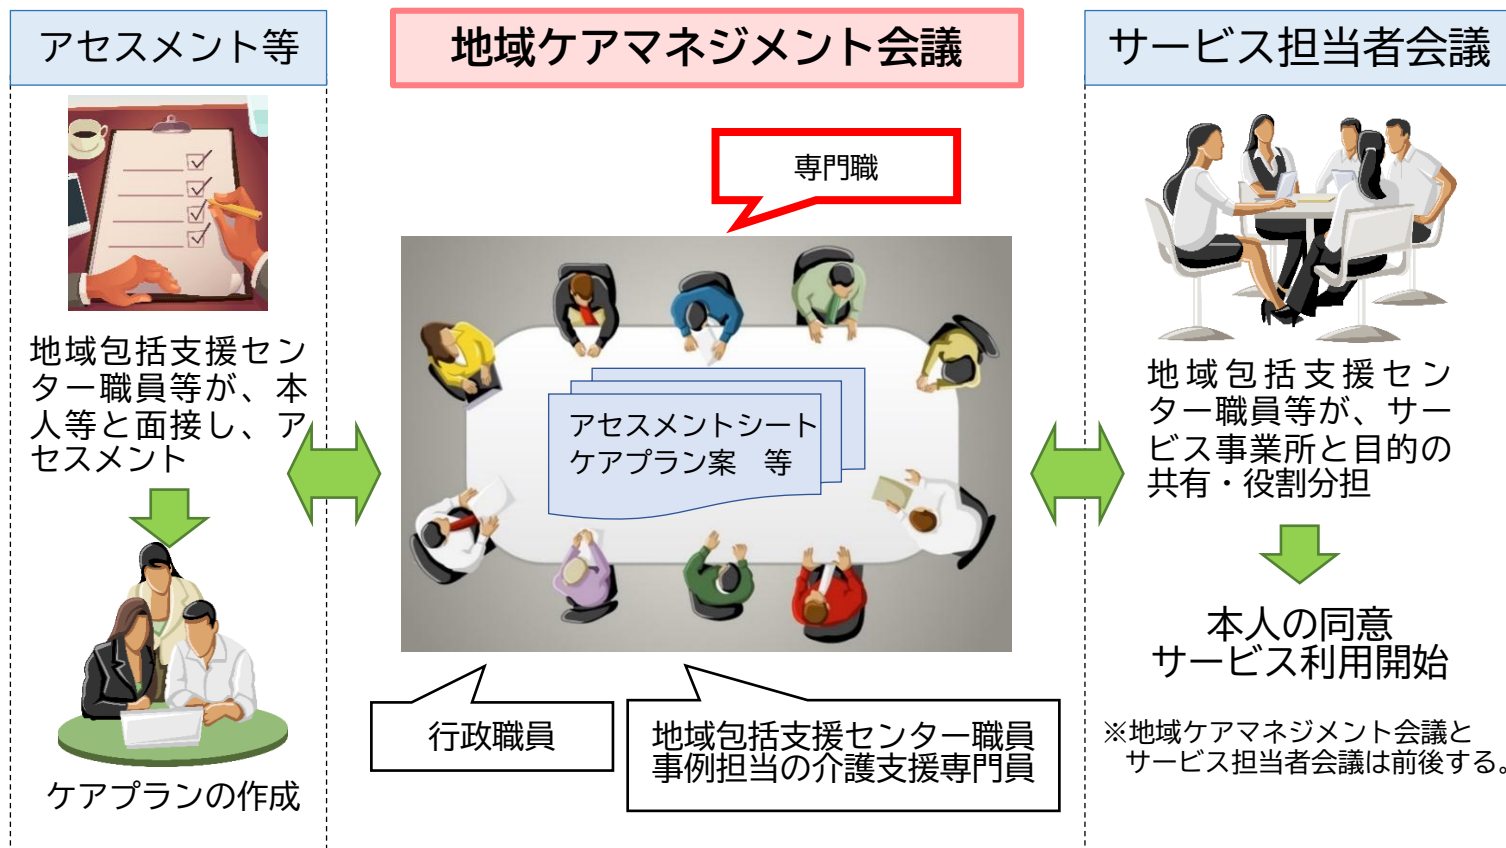 アセスメント等
地域包括支援セン
ター職員等が、本
人等と面接し、ア
セスメント
ケアプランの作成
地域ケアマネジメント会議
専門職
アセスメントシート
ケアプラン案　等
行政職員
地域包括支援センター職員
事例担当の介護支援専門員
サービス担当者会議
地域包括支援セン
ター職員等が、サー
ビス事業所と目的の
共有・役割分担
本人の同意
サービス利用開始
※地域ケアマネジメント会議と
サービス担当者会議は前後する。